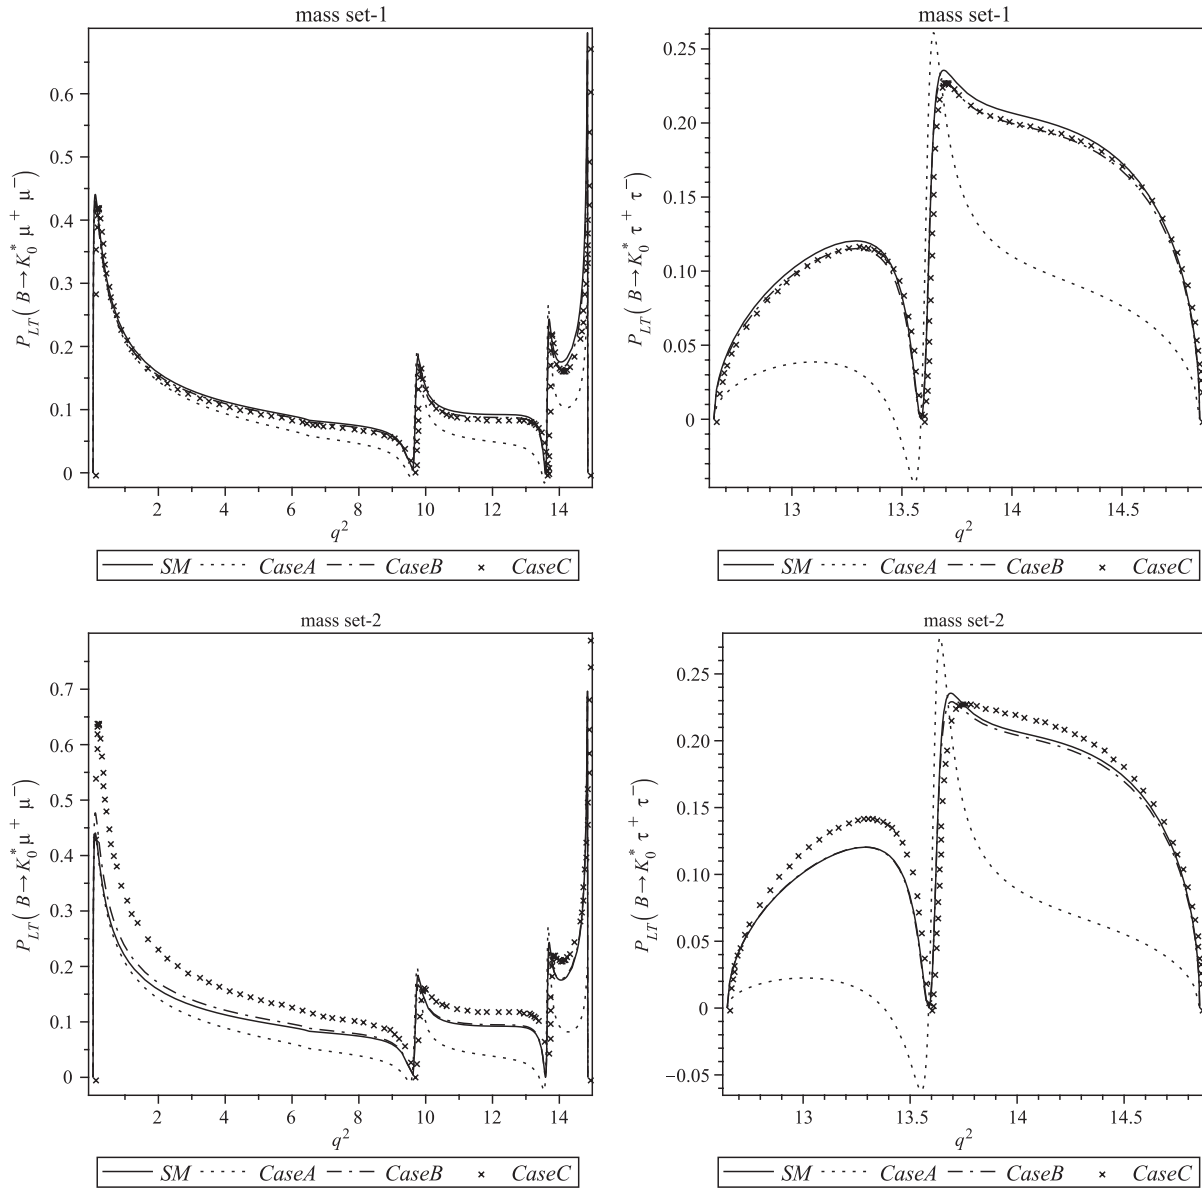 mass set-1
P_LT(B→K*_0 μ⁺ μ⁻)
0.6
0.5
0.4
0.3
0.2
0.1
0
2 4 6 8 10 12 14
q²
SM CaseA CaseB × CaseC
mass set-1
P_LT(B→K*_0 τ⁺ τ⁻)
0.25
0.20
0.15
0.10
0.05
0
13 13.5 14 14.5
q²
SM CaseA CaseB × CaseC
mass set-2
P_LT(B→K*_0 μ⁺ μ⁻)
0.7
0.6
0.5
0.4
0.3
0.2
0.1
0
2 4 6 8 10 12 14
q²
SM CaseA CaseB × CaseC
mass set-2
P_LT(B→K*_0 τ⁺ τ⁻)
0.25
0.20
0.15
0.10
0.05
0
−0.05
13 13.5 14 14.5
q²
SM CaseA CaseB × CaseC